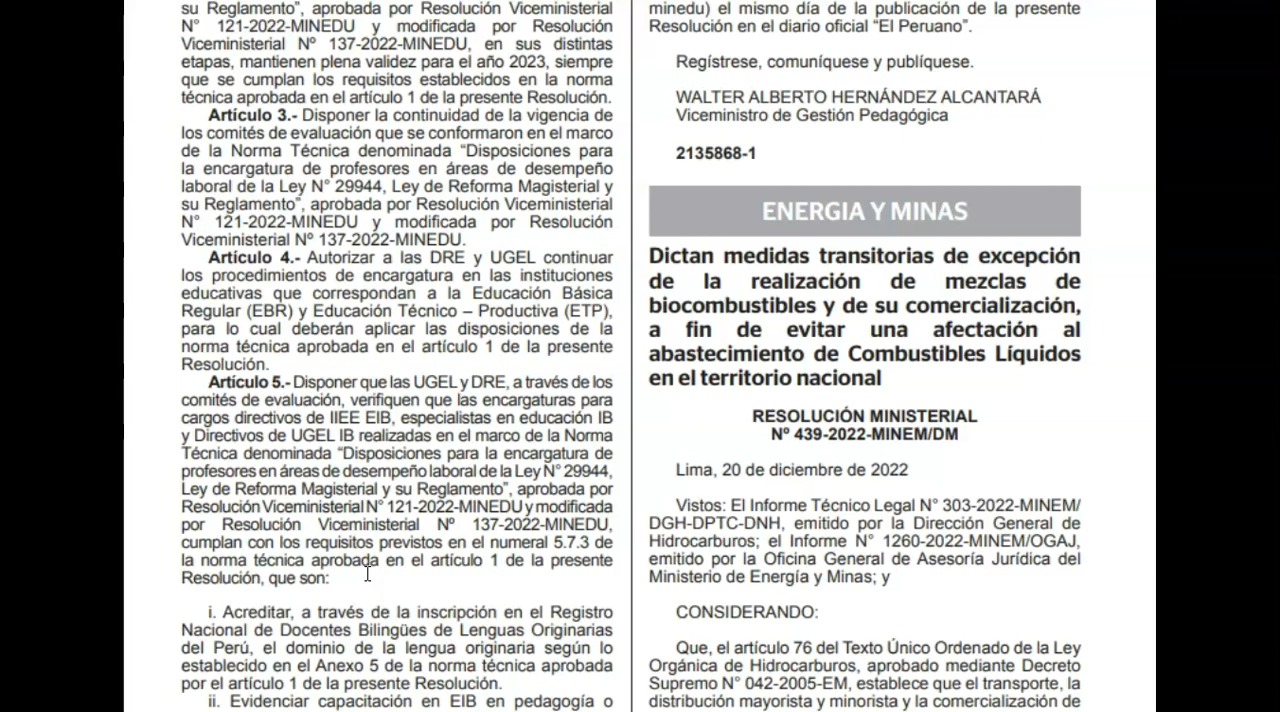 su Reglamento”, aprobada por Resolución Viceministerial
N° 121-2022-MINEDU y modificada por Resolución
Viceministerial Nº 137-2022-MINEDU, en sus distintas
etapas, mantienen plena validez para el año 2023, siempre
que se cumplan los requisitos establecidos en la norma
técnica aprobada en el artículo 1 de la presente Resolución.
Artículo 3.- Disponer la continuidad de la vigencia de
los comités de evaluación que se conformaron en el marco
de la Norma Técnica denominada “Disposiciones para
la encargatura de profesores en áreas de desempeño
laboral de la Ley N° 29944, Ley de Reforma Magisterial y
su Reglamento”, aprobada por Resolución Viceministerial
N° 121-2022-MINEDU y modificada por Resolución
Viceministerial Nº 137-2022-MINEDU.
Artículo 4.- Autorizar a las DRE y UGEL continuar
los procedimientos de encargatura en las instituciones
educativas que correspondan a la Educación Básica
Regular (EBR) y Educación Técnico – Productiva (ETP),
para lo cual deberán aplicar las disposiciones de la
norma técnica aprobada en el artículo 1 de la presente
Resolución.
Artículo 5.- Disponer que las UGEL y DRE, a través de los
comités de evaluación, verifiquen que las encargaturas para
cargos directivos de IIEE EIB, especialistas en educación IB
y Directivos de UGEL IB realizadas en el marco de la Norma
Técnica denominada “Disposiciones para la encargatura de
profesores en áreas de desempeño laboral de la Ley N° 29944,
Ley de Reforma Magisterial y su Reglamento”, aprobada por
Resolución Viceministerial N° 121-2022-MINEDU y modificada
por Resolución Viceministerial Nº 137-2022-MINEDU,
cumplan con los requisitos previstos en el numeral 5.7.3 de
la norma técnica aprobada en el artículo 1 de la presente
Resolución, que son:
i. Acreditar, a través de la inscripción en el Registro
Nacional de Docentes Bilingües de Lenguas Originarias
del Perú, el dominio de la lengua originaria según lo
establecido en el Anexo 5 de la norma técnica aprobada
por el artículo 1 de la presente Resolución.
ii. Evidenciar capacitación en EIB en pedagogía o
minedu) el mismo día de la publicación de la presente
Resolución en el diario oficial “El Peruano”.
Regístrese, comuníquese y publíquese.
WALTER ALBERTO HERNÁNDEZ ALCANTARÁ
Viceministro de Gestión Pedagógica
2135868-1
ENERGIA Y MINAS
Dictan medidas transitorias de excepción
de la realización de mezclas de
biocombustibles y de su comercialización,
a fin de evitar una afectación al
abastecimiento de Combustibles Líquidos
en el territorio nacional
RESOLUCIÓN MINISTERIAL
Nº 439-2022-MINEM/DM
Lima, 20 de diciembre de 2022
Vistos: El Informe Técnico Legal N° 303-2022-MINEM/
DGH-DPTC-DNH, emitido por la Dirección General de
Hidrocarburos; el Informe N° 1260-2022-MINEM/OGAJ,
emitido por la Oficina General de Asesoría Jurídica del
Ministerio de Energía y Minas; y
CONSIDERANDO:
Que, el artículo 76 del Texto Único Ordenado de la Ley
Orgánica de Hidrocarburos, aprobado mediante Decreto
Supremo N° 042-2005-EM, establece que el transporte, la
distribución mayorista y minorista y la comercialización de